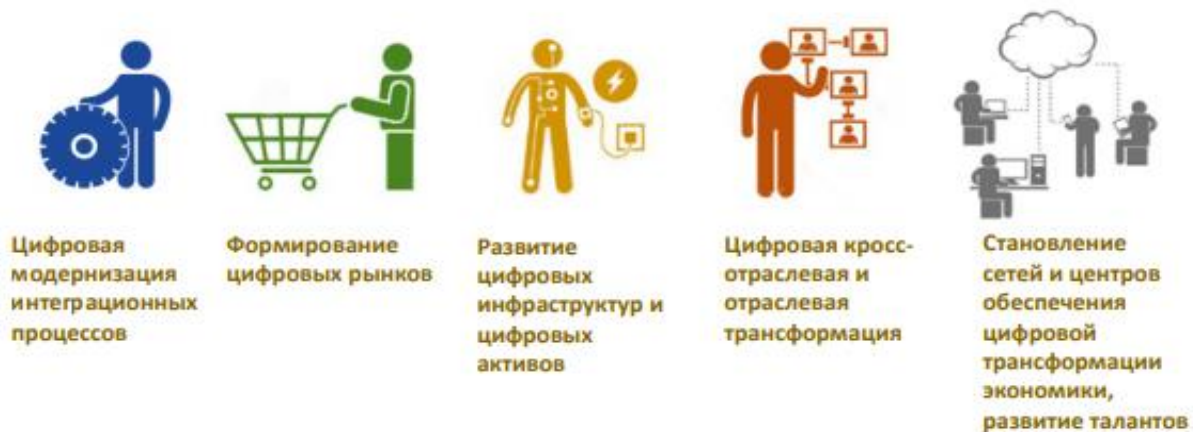 Цифровая
модернизация
интеграционных
процессов
Формирование
цифровых рынков
Развитие
цифровых
инфраструктур и
цифровых
активов
Цифровая кросс-
отраслевая и
отраслевая
трансформация
Становление
сетей и центров
обеспечения
цифровой
трансформации
экономики,
развитие талантов